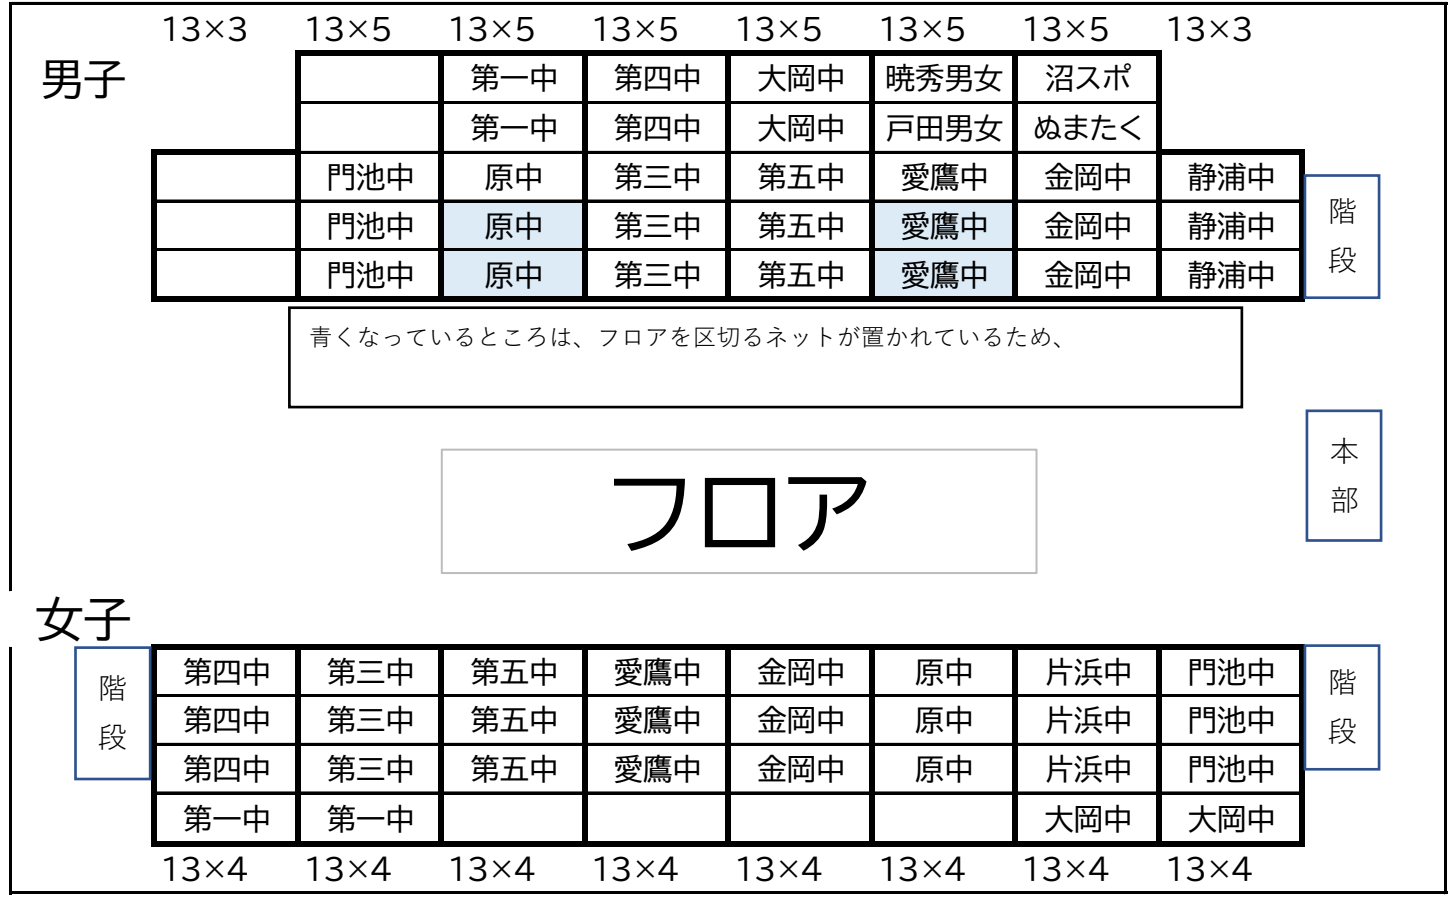 13×3 13×5 13×5 13×5 13×5 13×5 13×5 13×3
男子
第一中 第四中 大岡中 暁秀男女 沼スポ
第一中 第四中 大岡中 戸田男女 ぬまたく
門池中 原中 第三中 第五中 愛鷹中 金岡中 静浦中
門池中 原中 第三中 第五中 愛鷹中 金岡中 静浦中
門池中 原中 第三中 第五中 愛鷹中 金岡中 静浦中
階段
青くなっているところは、フロアを区切るネットが置かれているため、
本部
フロア
女子
階段
第四中 第三中 第五中 愛鷹中 金岡中 原中 片浜中 門池中
第四中 第三中 第五中 愛鷹中 金岡中 原中 片浜中 門池中
第四中 第三中 第五中 愛鷹中 金岡中 原中 片浜中 門池中
第一中 第一中 大岡中 大岡中
階段
13×4 13×4 13×4 13×4 13×4 13×4 13×4 13×4